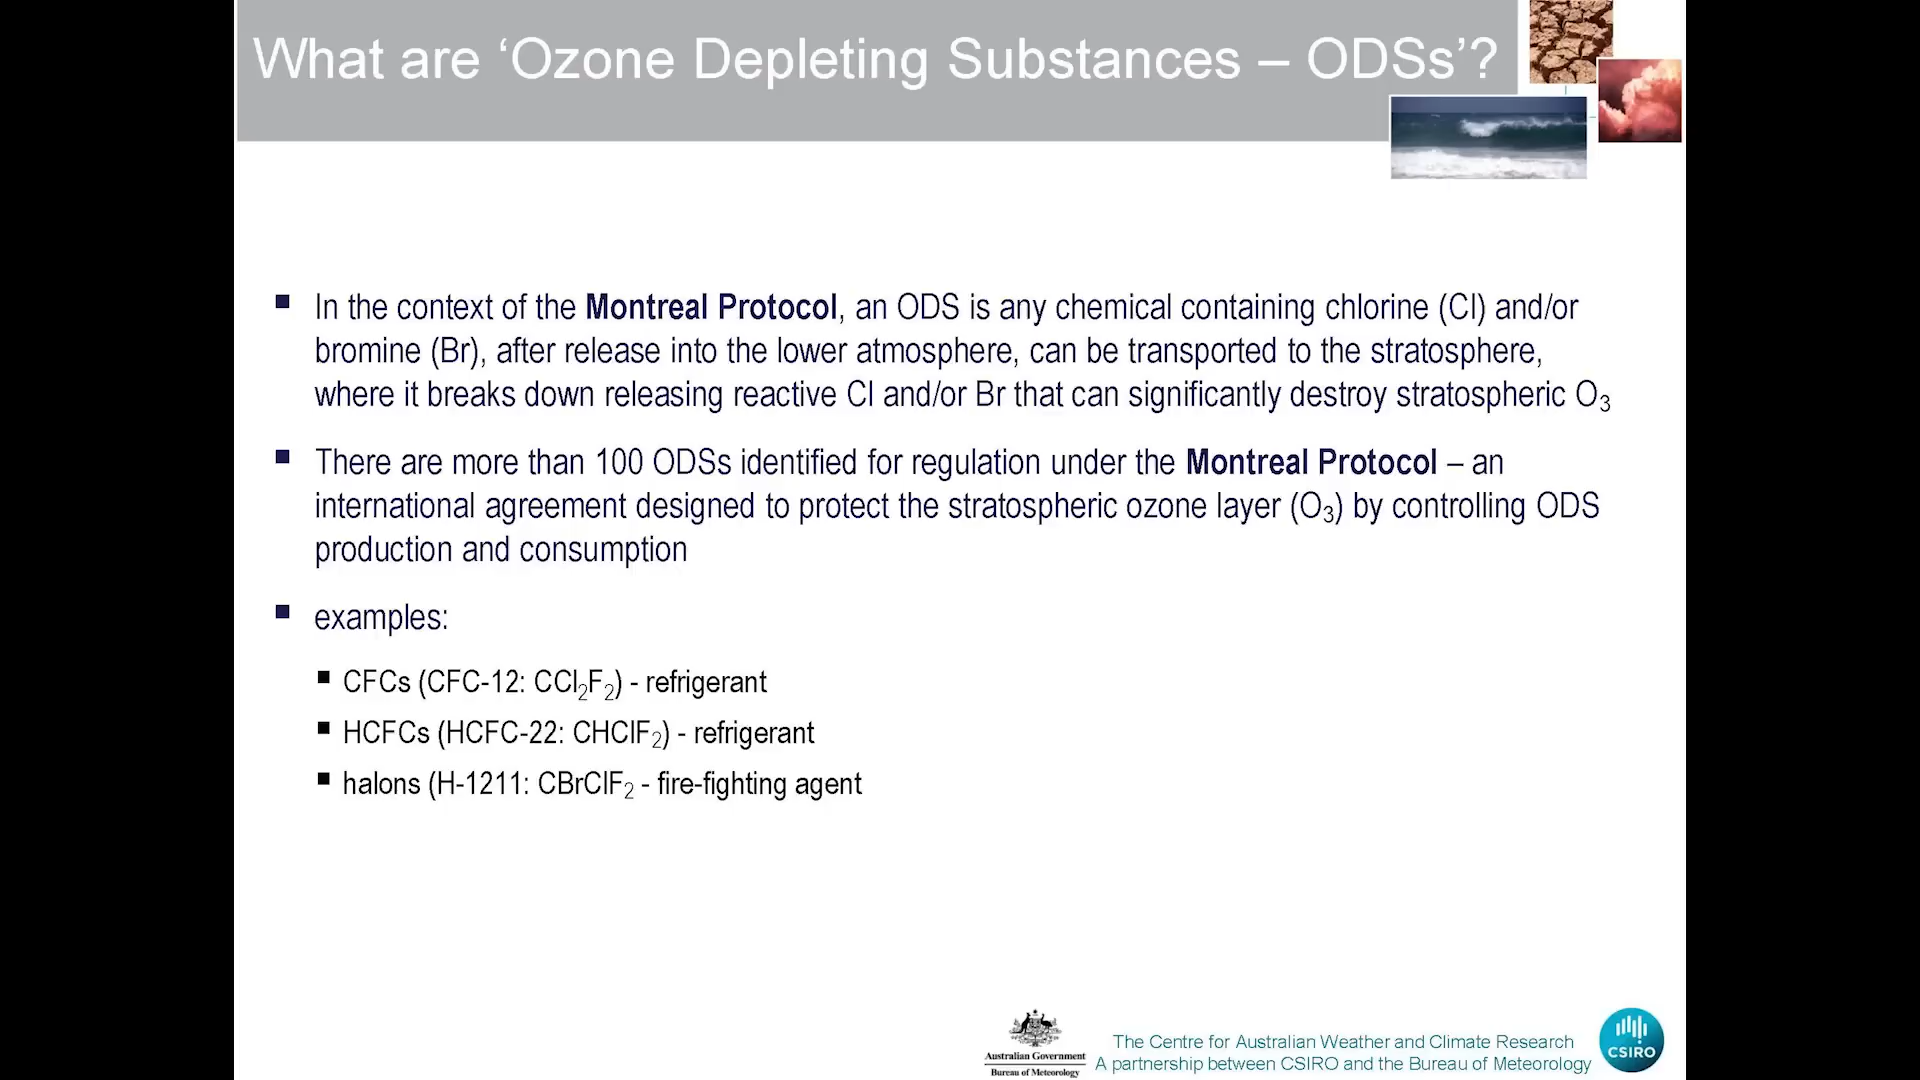 What are ‘Ozone Depleting Substances – ODSs’?
▪ In the context of the Montreal Protocol, an ODS is any chemical containing chlorine (Cl) and/or
bromine (Br), after release into the lower atmosphere, can be transported to the stratosphere,
where it breaks down releasing reactive Cl and/or Br that can significantly destroy stratospheric O₃
▪ There are more than 100 ODSs identified for regulation under the Montreal Protocol – an
international agreement designed to protect the stratospheric ozone layer (O₃) by controlling ODS
production and consumption
▪ examples:
▪ CFCs (CFC-12: CCl₂F₂) - refrigerant
▪ HCFCs (HCFC-22: CHClF₂) - refrigerant
▪ halons (H-1211: CBrClF₂ - fire-fighting agent
Australian Government
Bureau of Meteorology
The Centre for Australian Weather and Climate Research
A partnership between CSIRO and the Bureau of Meteorology
CSIRO